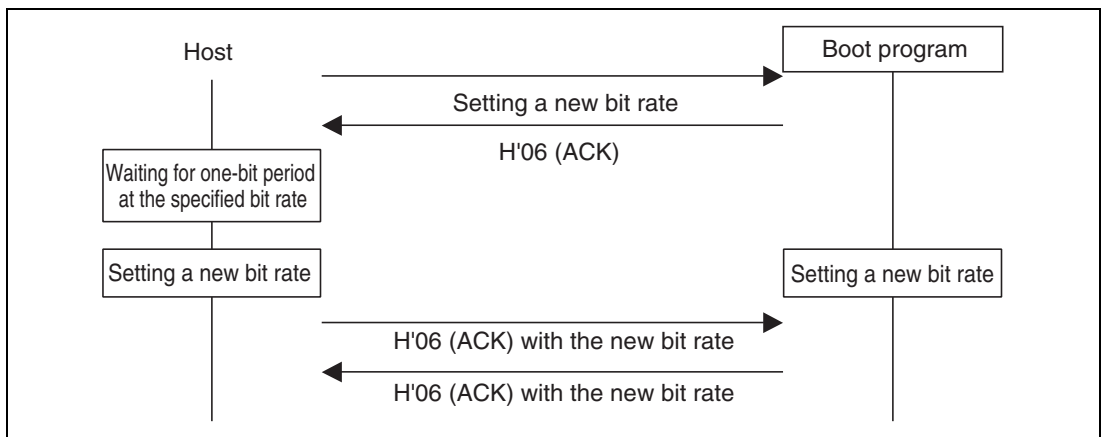 Host
Boot program
Setting a new bit rate
H'06 (ACK)
Waiting for one-bit period
at the specified bit rate
Setting a new bit rate
Setting a new bit rate
H'06 (ACK) with the new bit rate
H'06 (ACK) with the new bit rate